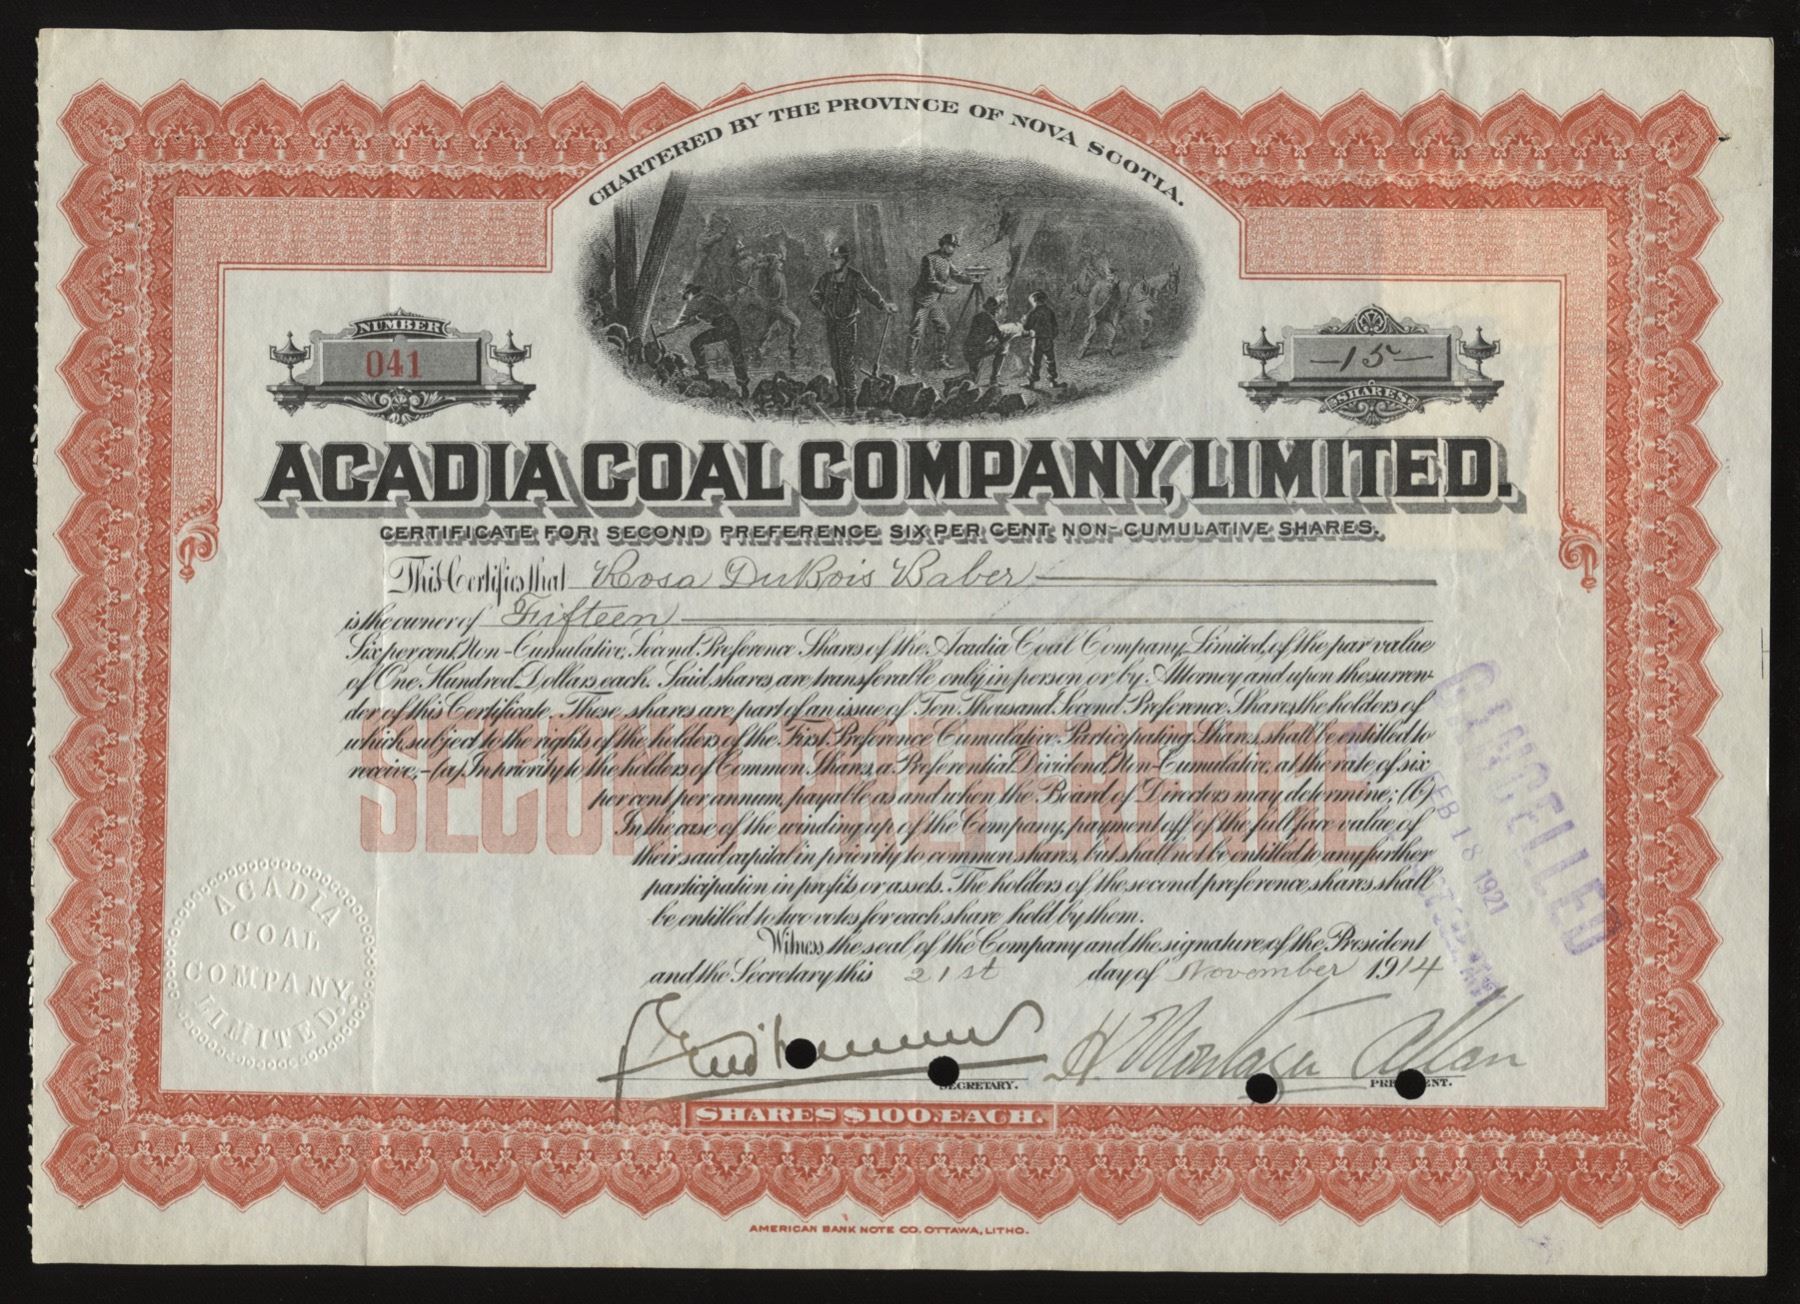 CHARTERED BY THE PROVINCE OF NOVA SCOTIA.
NUMBER
041
-15-
SHARES
ACADIA COAL COMPANY, LIMITED.
CERTIFICATE FOR SECOND PREFERENCE SIX PER CENT NON-CUMULATIVE SHARES.
This Certifies that Rosa DuBois Baber
is the owner of Fifteen
Six per cent, Non-Cumulative, Second Preference Shares of the Acadia Coal Company, Limited, of the par value
of One Hundred Dollars each. Said shares, are transferable only in person or by Attorney and upon the surren-
der of this Certificate. These shares are part of an issue of Ten Thousand Second Preference Shares, the holders of
which subject to the rights of the holders of the First Preference Cumulative Participating Shares, shall be entitled to
receive,-(a) In priority to the holders of Common Shares, a Preferential Dividend, Non-Cumulative, at the rate of six
per cent per annum, payable as and when the Board of Directors may determine; (b)
In the case of the winding up of the Company, payment off of the full face value of
their said capital in priority to common shares, but shall not be entitled to any further
participation in profits or assets. The holders of the second preference shares shall
be entitled to two votes for each share held by them.
SECOND PREFERENCE
Witness the seal of the Company and the signature of the President
and the Secretary this 21st day of November 1914
CANCELLED
FEB 18 1921
ACADIA
COAL
COMPANY
LIMITED.
H. Montagu Allan
SECRETARY.
SHARES $100. EACH.
AMERICAN BANK NOTE CO. OTTAWA, LITHO.